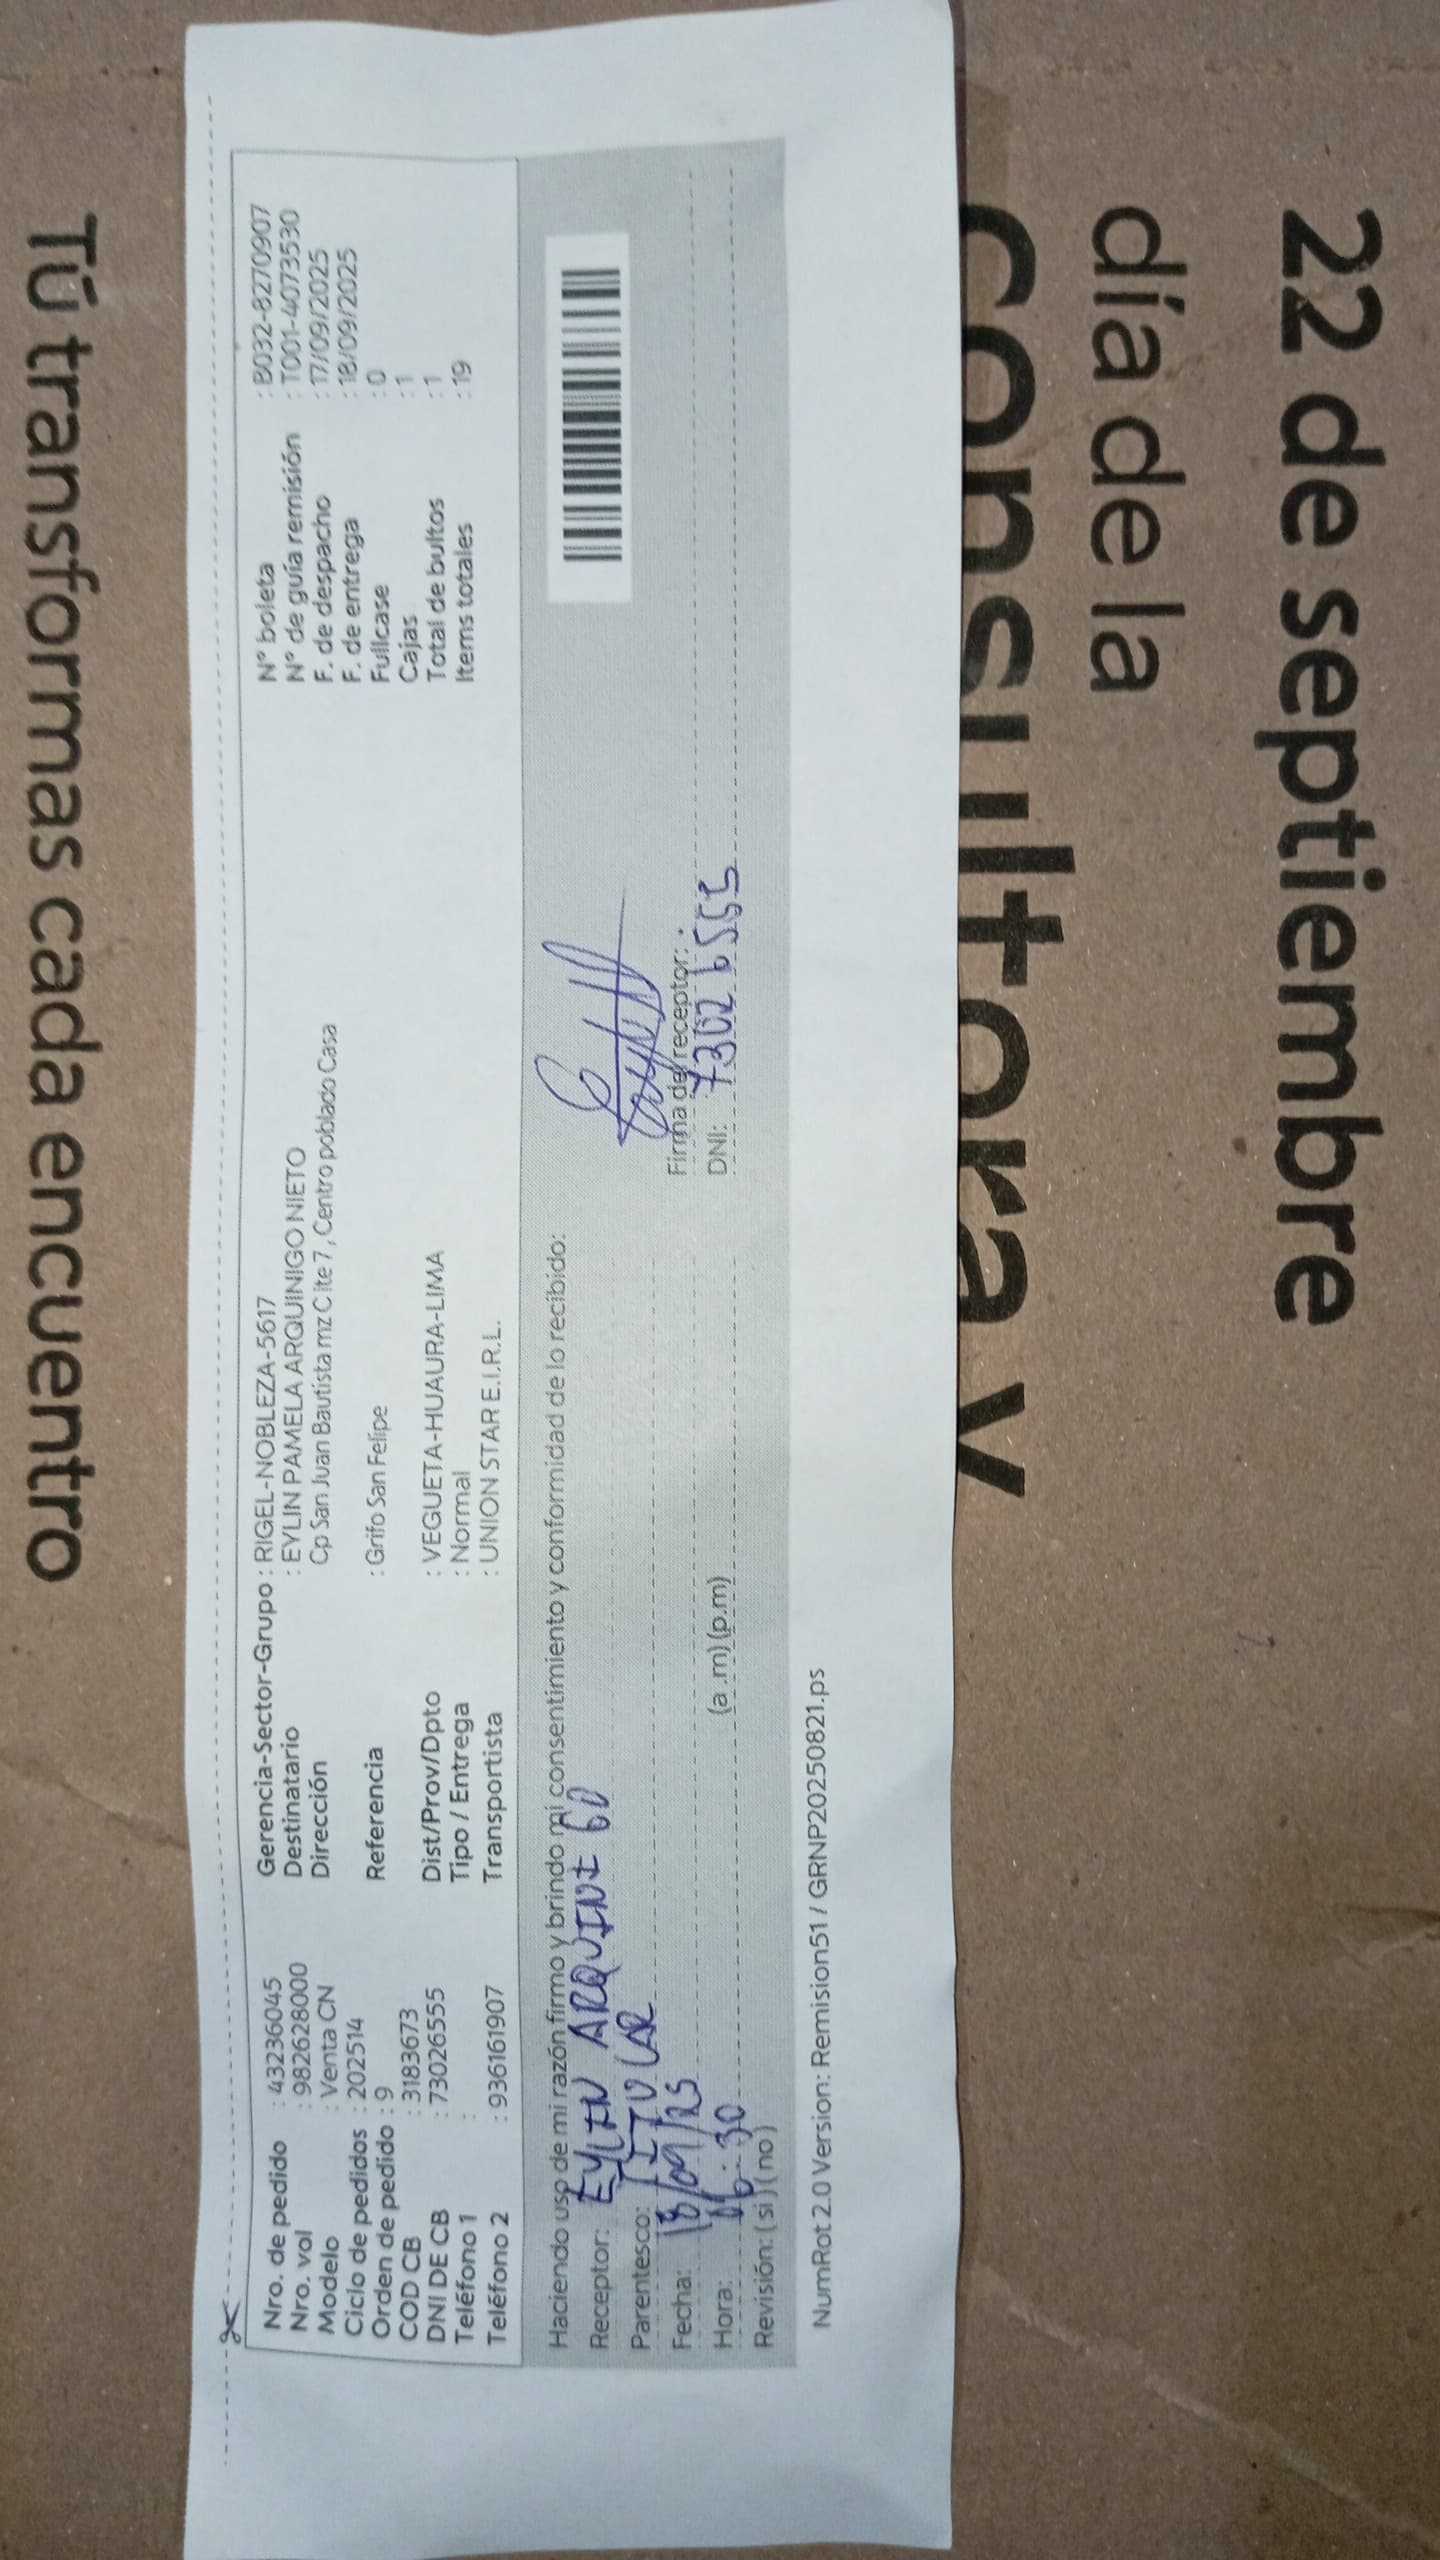 Tú transformas cada encuentro
Nro. de pedido : 43236045
Nro. vol : 982628000
Modelo : Venta CN
Ciclo de pedidos : 202514
Orden de pedido : 9
COD CB : 3183673
DNI DE CB : 73026555
Teléfono 1 :
Teléfono 2 : 936161907
Gerencia-Sector-Grupo : RIGEL-NOBLEZA-5617
Destinatario : EYLIN PAMELA ARQUINIGO NIETO
Dirección Cp San Juan Bautista mz C lte 7 , Centro poblado Casa
Referencia : Grifo San Felipe
Dist/Prov/Dpto : VEGUETA-HUAURA-LIMA
Tipo / Entrega : Normal
Transportista : UNION STAR E.I.R.L.
N° boleta : B032-8270907
N° de guía remisión : T001-4073530
F. de despacho : 17/09/2025
F. de entrega : 18/09/2025
Fullcase : 0
Cajas : 1
Total de bultos : 1
Items totales : 19
Haciendo uso de mi razón firmo y brindo mi consentimiento y conformidad de lo recibido:
Receptor: EYLIN ARQUINIGO
Parentesco: TITULAR
Fecha: 18/09/25
Hora: 06:30 (a .m) (p.m)
Revisión: ( si ) ( no )
Firma de receptor:
DNI: 73026555
NumRot 2.0 Version: Remision51 / GRNP20250821.ps
22 de septiembre
día de la
consultora y